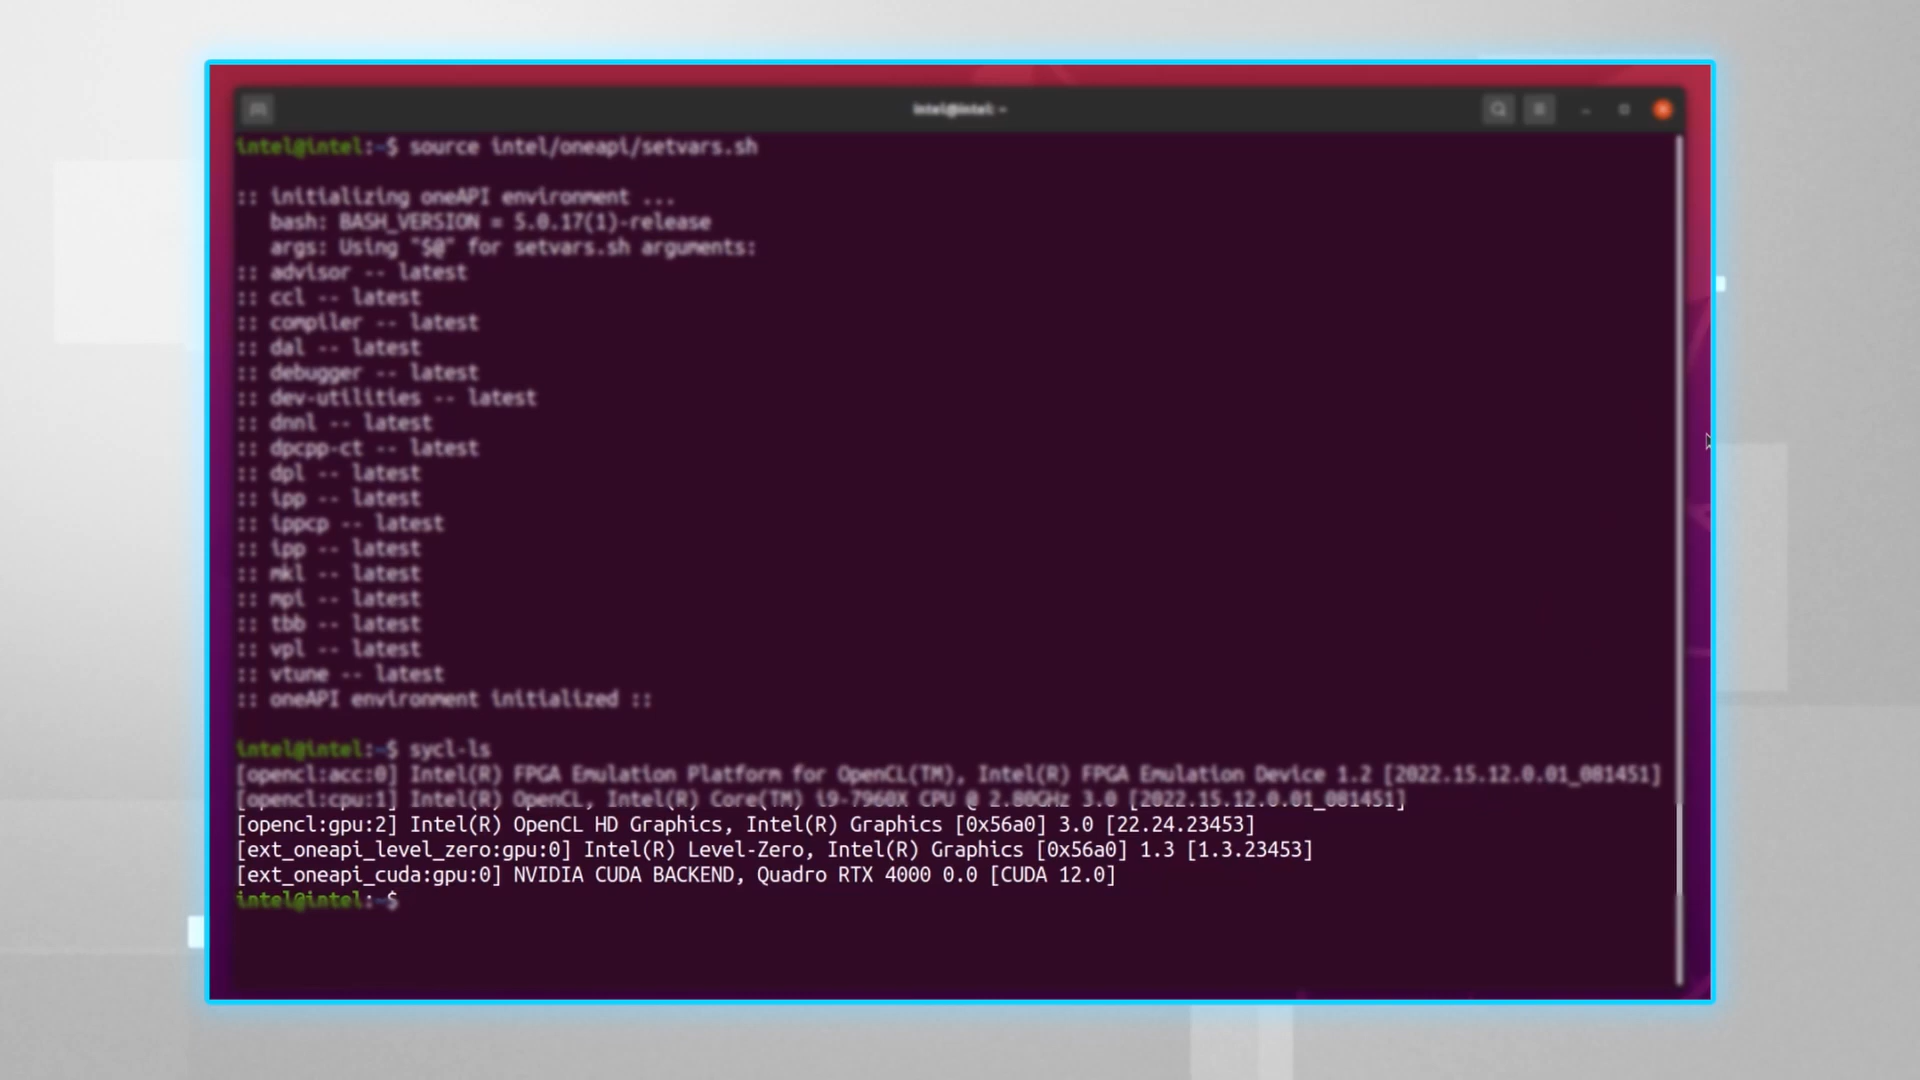 intel@intel: ~
intel@intel:~$ source intel/oneapi/setvars.sh
:: initializing oneAPI environment ...
bash: BASH_VERSION = 5.0.17(1)-release
args: Using "$@" for setvars.sh arguments:
:: advisor -- latest
:: ccl -- latest
:: compiler -- latest
:: dal -- latest
:: debugger -- latest
:: dev-utilities -- latest
:: dnnl -- latest
:: dpcpp-ct -- latest
:: dpl -- latest
:: ipp -- latest
:: ippcp -- latest
:: ipp -- latest
:: mkl -- latest
:: mpi -- latest
:: tbb -- latest
:: vpl -- latest
:: vtune -- latest
:: oneAPI environment initialized ::
intel@intel:~$ sycl-ls
[opencl:acc:0] Intel(R) FPGA Emulation Platform for OpenCL(TM), Intel(R) FPGA Emulation Device 1.2 [2022.15.12.0.01_081451]
[opencl:cpu:1] Intel(R) OpenCL, Intel(R) Core(TM) i9-7960X CPU @ 2.80GHz 3.0 [2022.15.12.0.01_081451]
[opencl:gpu:2] Intel(R) OpenCL HD Graphics, Intel(R) Graphics [0x56a0] 3.0 [22.24.23453]
[ext_oneapi_level_zero:gpu:0] Intel(R) Level-Zero, Intel(R) Graphics [0x56a0] 1.3 [1.3.23453]
[ext_oneapi_cuda:gpu:0] NVIDIA CUDA BACKEND, Quadro RTX 4000 0.0 [CUDA 12.0]
intel@intel:~$